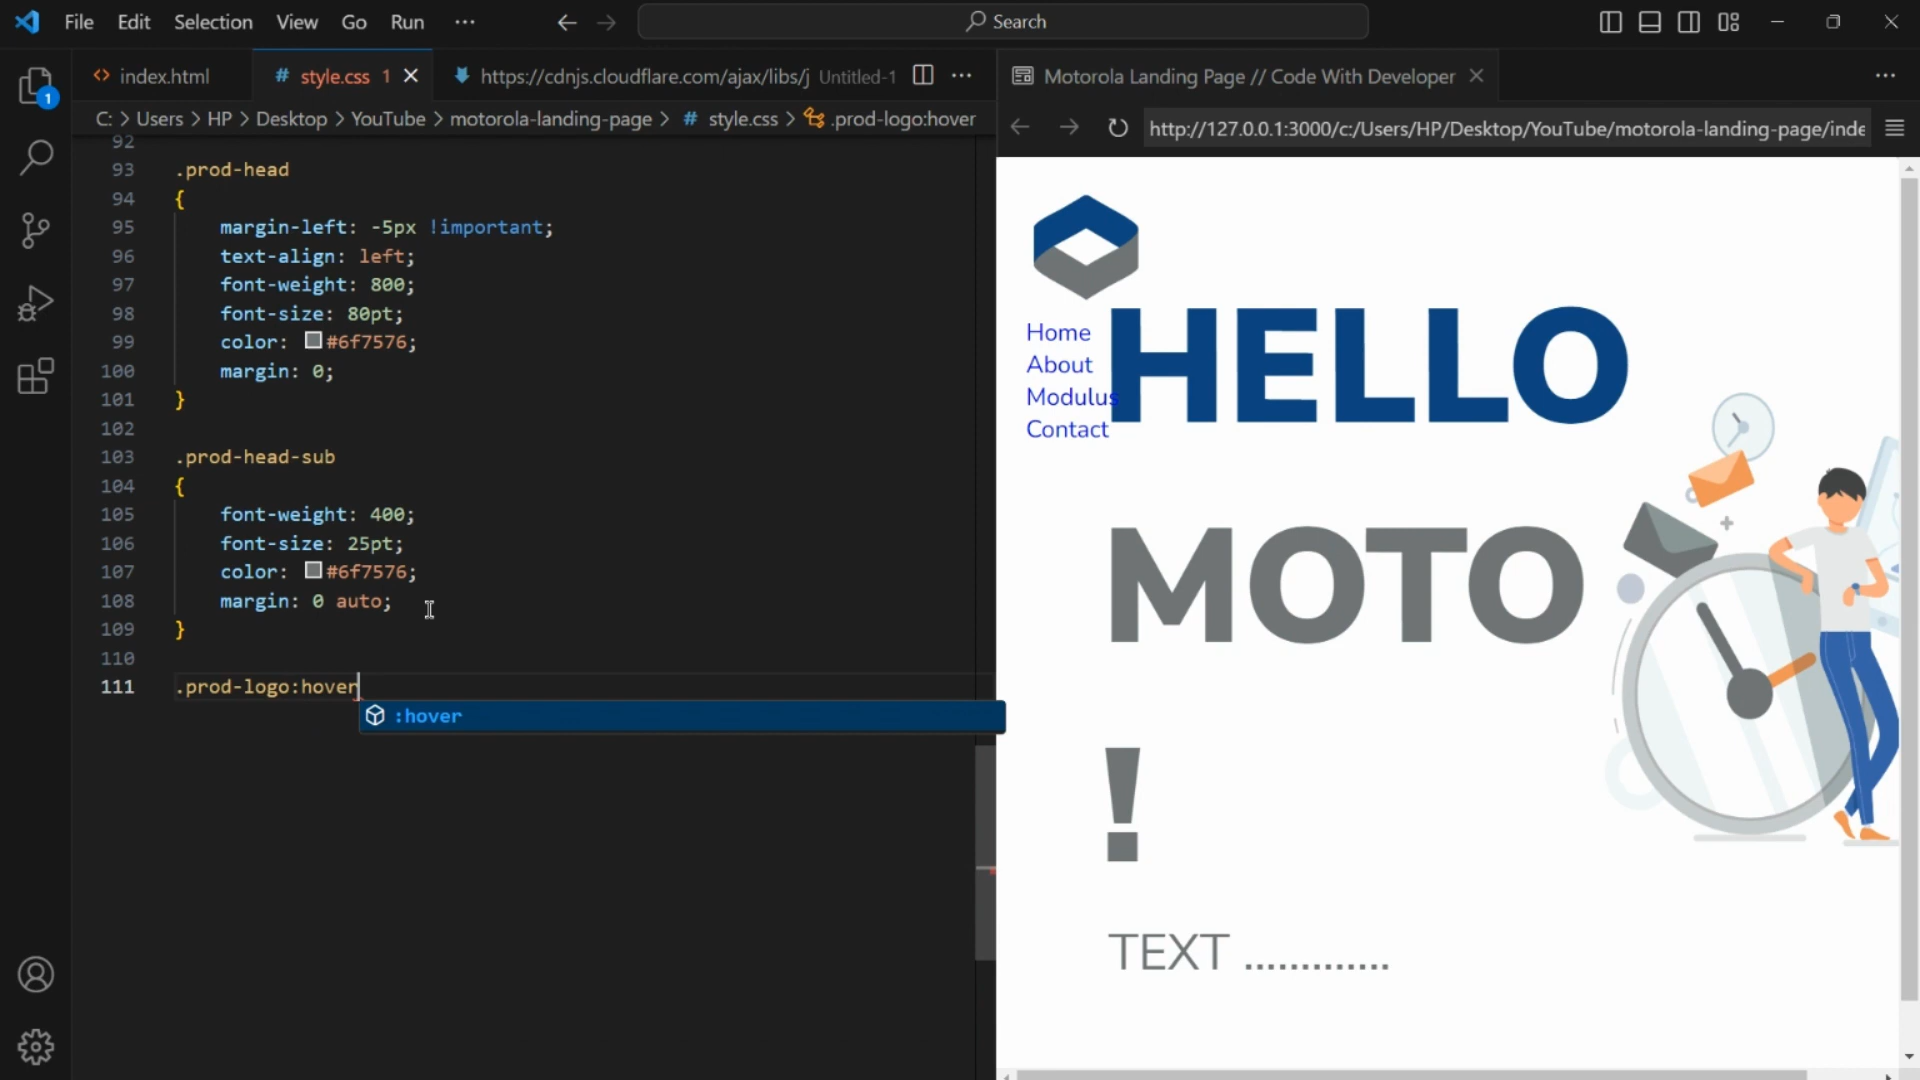 File Edit Selection View Go Run ··· Search
index.html # style.css 1 https://cdnjs.cloudflare.com/ajax/libs/j Untitled-1 ···
Motorola Landing Page // Code With Developer ···
1
C: > Users > HP > Desktop > YouTube > motorola-landing-page > # style.css > .prod-logo:hover
http://127.0.0.1:3000/c:/Users/HP/Desktop/YouTube/motorola-landing-page/inde
92
93 .prod-head
94 {
95 margin-left: -5px !important;
96 text-align: left;
97 font-weight: 800;
98 font-size: 80pt;
99 color: #6f7576;
100 margin: 0;
101 }
102
103 .prod-head-sub
104 {
105 font-weight: 400;
106 font-size: 25pt;
107 color: #6f7576;
108 margin: 0 auto;
109 }
110
111 .prod-logo:hover
:hover
Home
About
Modulus
Contact
HELLO
MOTO
!
TEXT .............